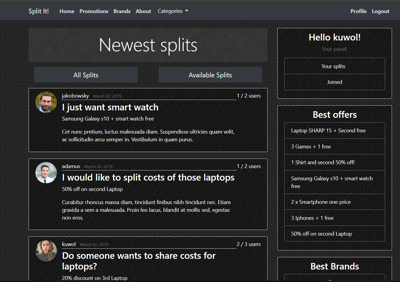 Split It!
Home Promotions Brands About Categories
Profile Logout
Newest splits
All Splits
Available Splits
jakobowsky March 02, 2019
1 / 2 users
I just want smart watch
Samsung Galaxy s10 + smart watch free
Cet nunc pretium, luctus malesuada diam. Suspendisse ultricies quam velit,
ac sollicitudin arcu semper in. Vestibulum in quam purus.
adamus March 02, 2019
1 / 2 users
I would like to split costs of those laptops
50% off on second Laptop
Curabitur rhoncus massa diam, tincidunt finibus nibh tincidunt nec. Etiam
gravida a sem a malesuada. Proin leo lacus, blandit at mollis sed, egestas
non eros.
kuwol March 02, 2019
2 / 3 users
Do someone wants to share costs for
laptops?
20% discount on 3rd Laptop
Hello kuwol!
Your panel
Your splits
Joined
Best offers
Laptop SHARP 15 + Second free
3 Games + 1 free
1 Shirt and second 50% off!
Samsung Galaxy s10 + smart watch
free
2 x Smartphone one price
3 Iphones + 1 free
50% off on second Laptop
Best Brands